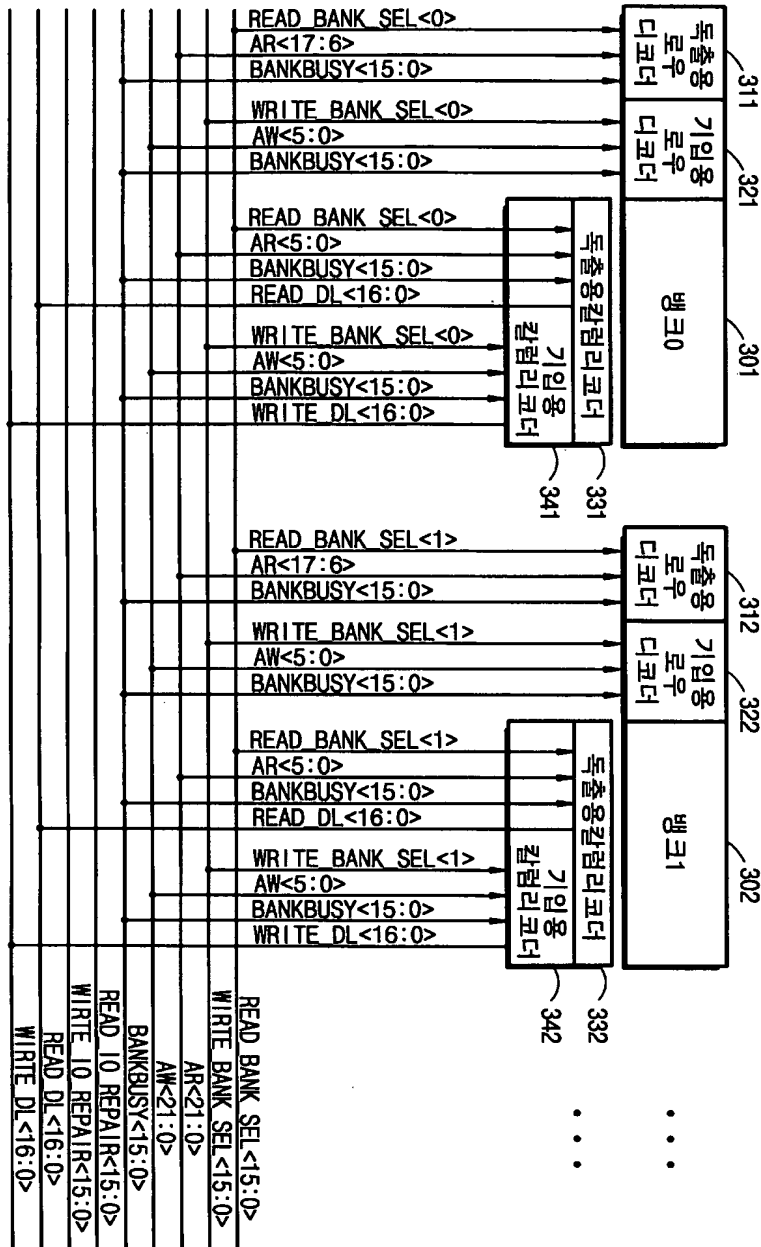 READ_BANK_SEL<0>
AR<17:6>
BANKBUSY<15:0>
독출용
로우
디코더
311
WRITE_BANK_SEL<0>
AW<5:0>
BANKBUSY<15:0>
기입용
로우
디코더
321
READ_BANK_SEL<0>
AR<5:0>
BANKBUSY<15:0>
READ_DL<16:0>
WRITE_BANK_SEL<0>
AW<5:0>
BANKBUSY<15:0>
WRITE_DL<16:0>
뱅크0
301
독출용칼럼리코더
331
기입용
칼럼리코더
341
READ_BANK_SEL<1>
AR<17:6>
BANKBUSY<15:0>
독출용
로우
디코더
312
WRITE_BANK_SEL<1>
AW<5:0>
BANKBUSY<15:0>
기입용
로우
디코더
322
READ_BANK_SEL<1>
AR<5:0>
BANKBUSY<15:0>
READ_DL<16:0>
WRITE_BANK_SEL<1>
AW<5:0>
BANKBUSY<15:0>
WRITE_DL<16:0>
뱅크1
302
독출용칼럼리코더
332
기입용
칼럼리코더
342
READ_BANK_SEL<15:0>
WIRTE_BANK_SEL<15:0>
AR<21:0>
AW<21:0>
BANKBUSY<15:0>
READ_IO_REPAIR<15:0>
WIRTE_IO_REPAIR<15:0>
READ_DL<16:0>
WIRTE_DL<16:0>